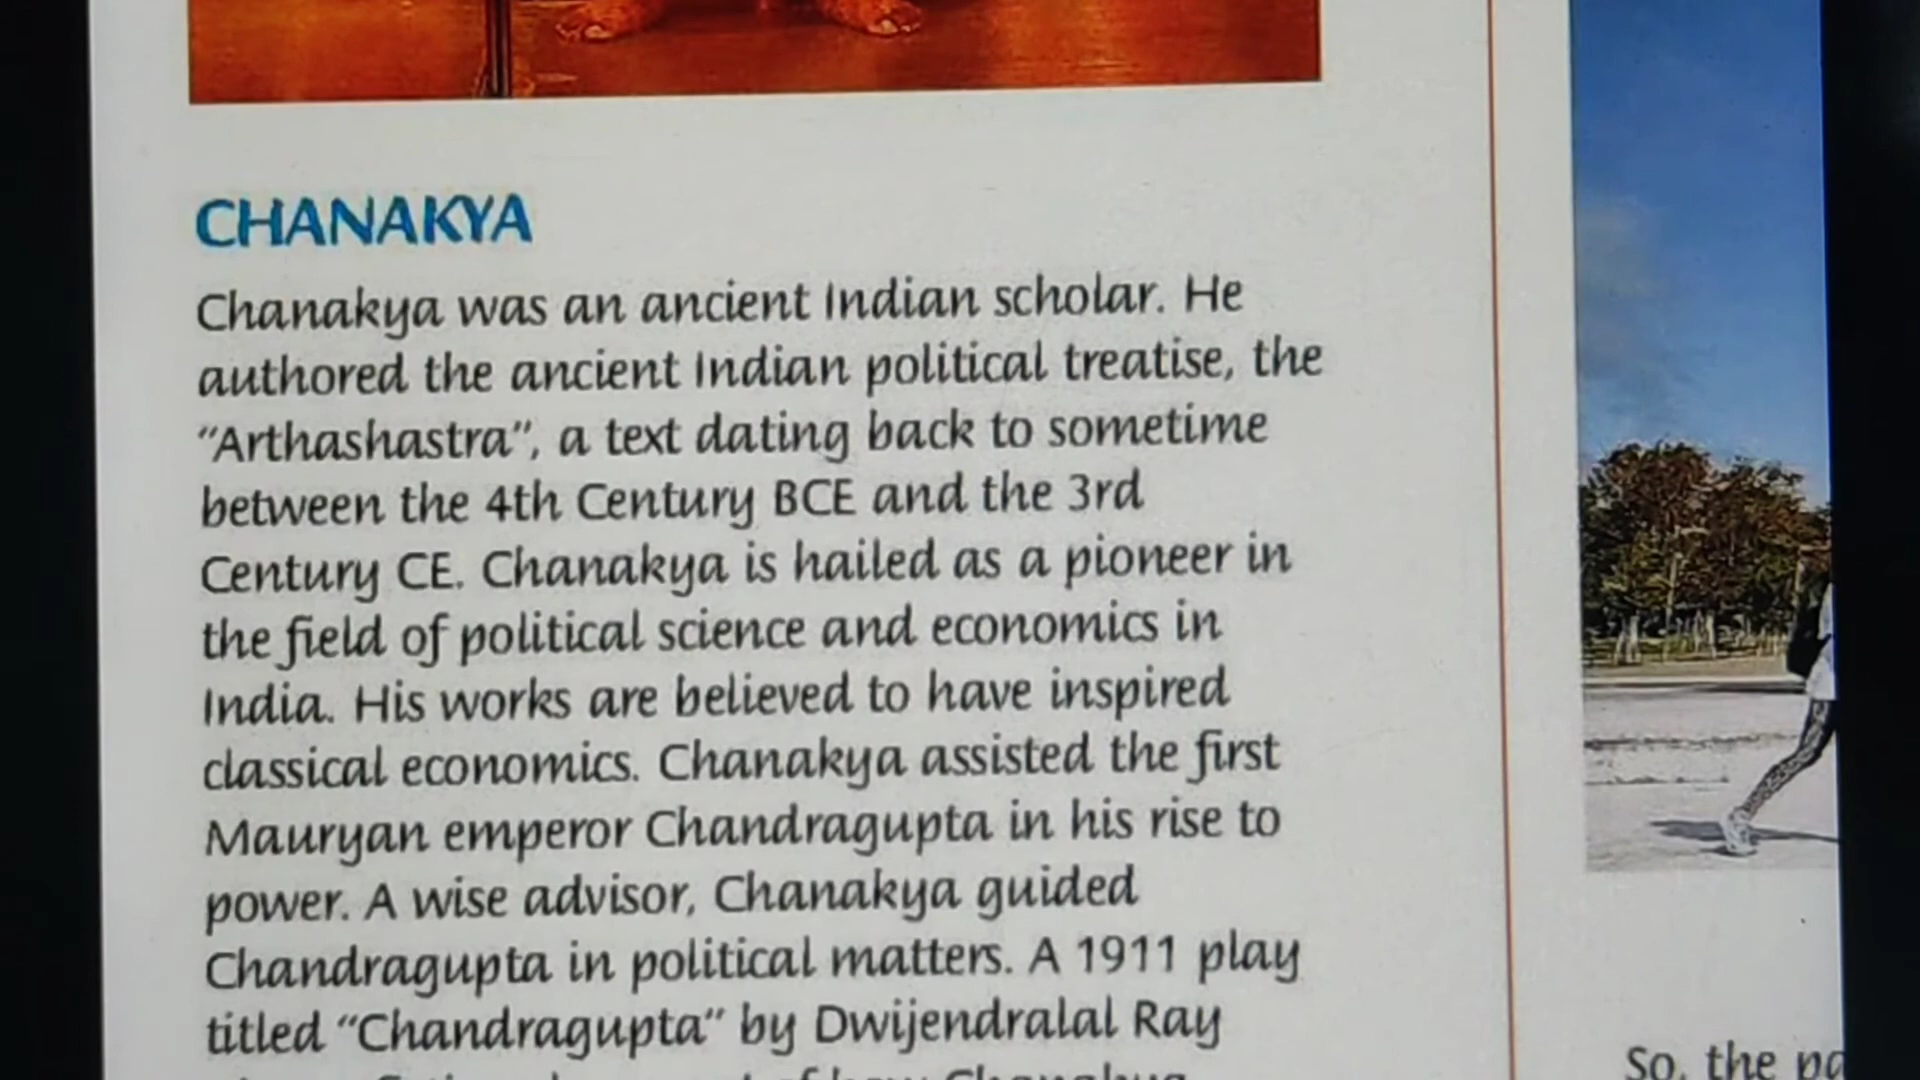 CHANAKYA
Chanakya was an ancient Indian scholar. He
authored the ancient Indian political treatise, the
“Arthashastra”, a text dating back to sometime
between the 4th Century BCE and the 3rd
Century CE. Chanakya is hailed as a pioneer in
the field of political science and economics in
India. His works are believed to have inspired
classical economics. Chanakya assisted the first
Mauryan emperor Chandragupta in his rise to
power. A wise advisor, Chanakya guided
Chandragupta in political matters. A 1911 play
titled “Chandragupta” by Dwijendralal Ray
So, the